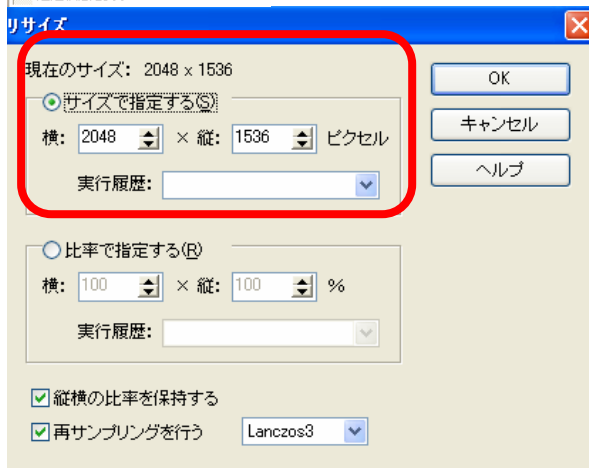 リサイズ
現在のサイズ: 2048 x 1536
OK
サイズで指定する(S)
キャンセル
横: 2048 × 縦: 1536 ピクセル
ヘルプ
実行履歴:
比率で指定する(R)
横: 100 × 縦: 100 %
実行履歴:
縦横の比率を保持する
再サンプリングを行う Lanczos3